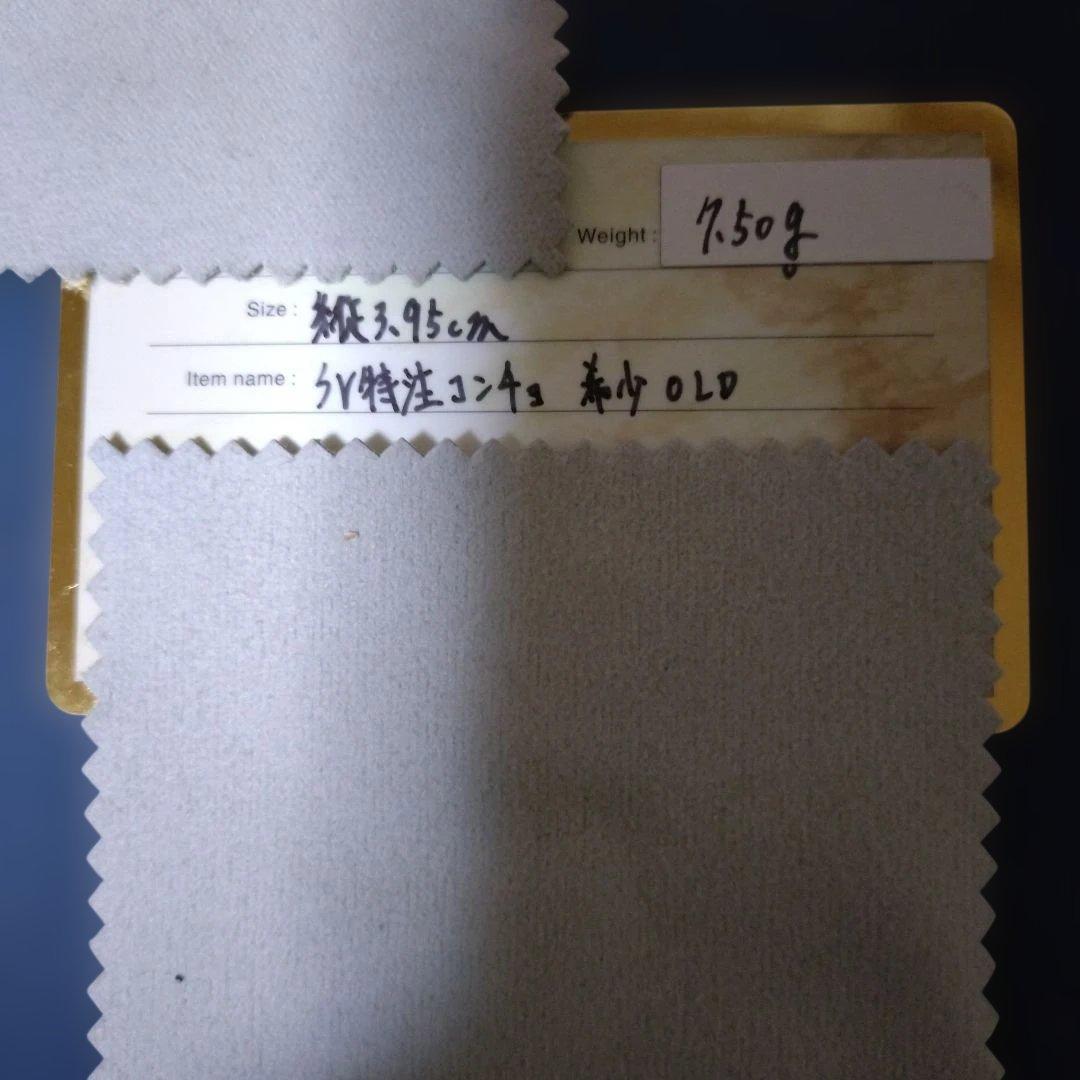 Weight : 7.50g
Size : 縦3.95cm
Item name : SV特注コンチョ 希少 OLD